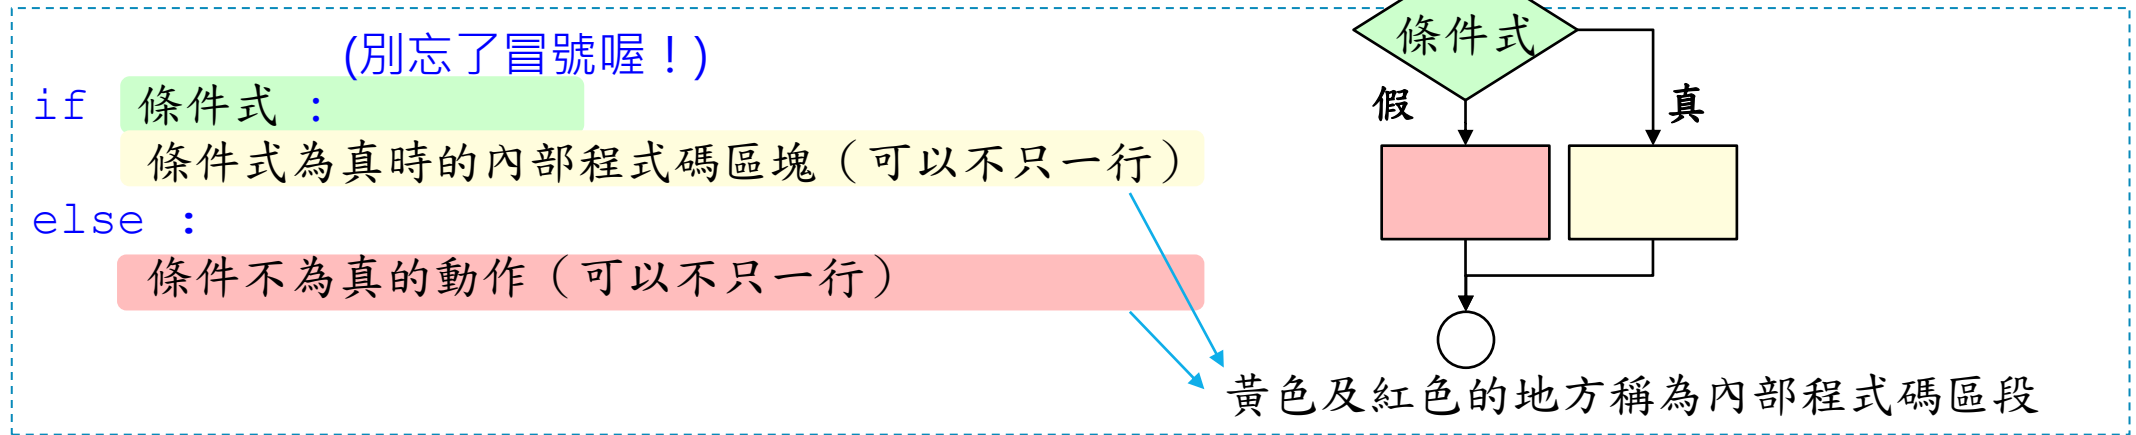 (別忘了冒號喔！)
if 條件式 :
條件式為真時的內部程式碼區塊（可以不只一行）
else :
條件不為真的動作（可以不只一行）
條件式
假
真
黃色及紅色的地方稱為內部程式碼區段